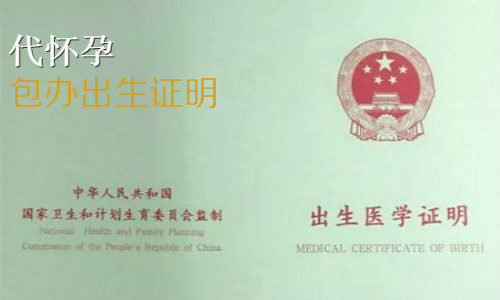 代怀孕
包办出生证明
中华人民共和国
国家卫生和计划生育委员会监制
National Health and Family Planning
Commission of the People's Republic of China
出生医学证明
MEDICAL CERTIFICATE OF BIRTH